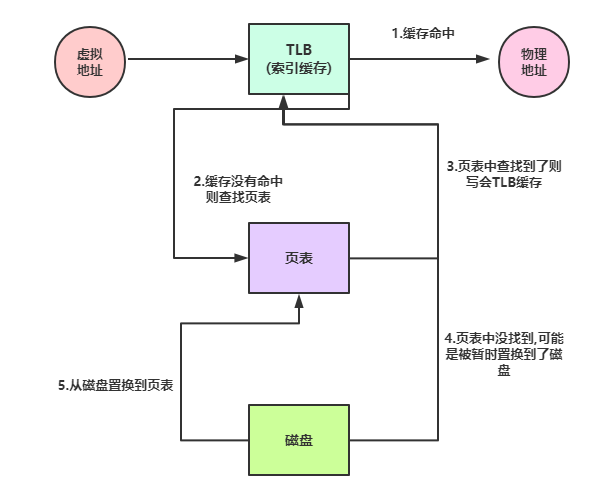 1.缓存命中
虚拟
地址
TLB
(索引缓存)
物理
地址
2.缓存没有命中
则查找页表
3.页表中查找到了则
写会TLB缓存
页表
4.页表中没找到,可能
是被暂时置换到了磁
盘
5.从磁盘置换到页表
磁盘